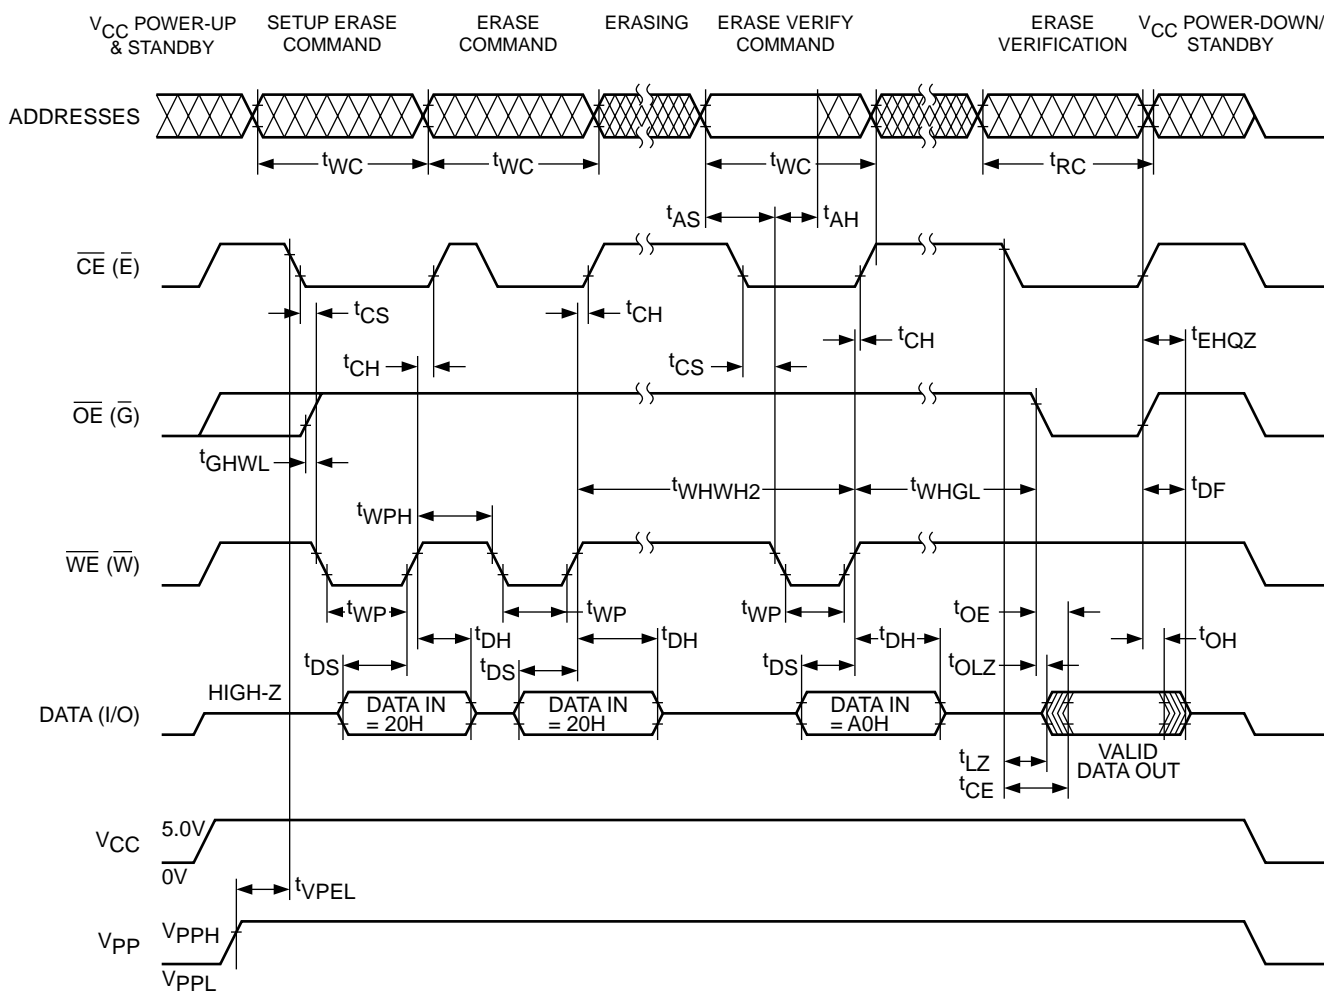 VCC POWER-UP & STANDBY
SETUP ERASE COMMAND
ERASE COMMAND
ERASING
ERASE VERIFY COMMAND
ERASE VERIFICATION
VCC POWER-DOWN/ STANDBY
ADDRESSES
tWC
tWC
tWC
tRC
tAS
tAH
C̅E̅ (E̅)
tCS
tCH
tCH
tCS
tCH
tEHQZ
O̅E̅ (G̅)
tGHWL
tWHWH2
tWHGL
tDF
tWPH
W̅E̅ (W̅)
tWP
tWP
tWP
tOE
tDH
tDH
tDH
tOH
tDS
tDS
tDS
tOLZ
HIGH-Z
DATA (I/O)
DATA IN = 20H
DATA IN = 20H
DATA IN = A0H
VALID DATA OUT
tLZ
tCE
VCC
5.0V
0V
tVPEL
VPP
VPPH
VPPL